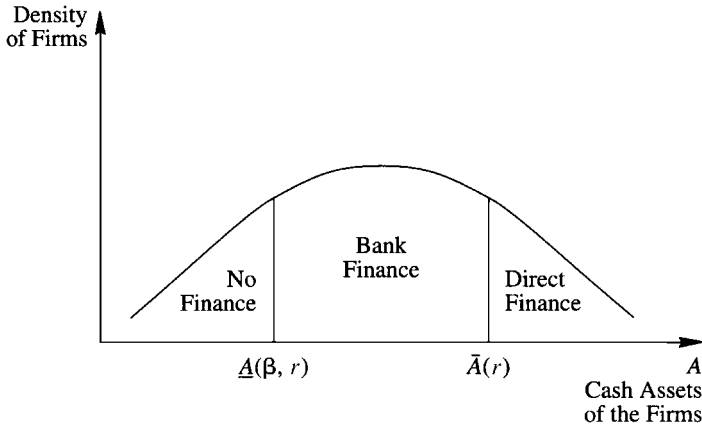 Density
of Firms
No
Finance
Bank
Finance
Direct
Finance
A̲(β, r)
Ā(r)
A
Cash Assets
of the Firms